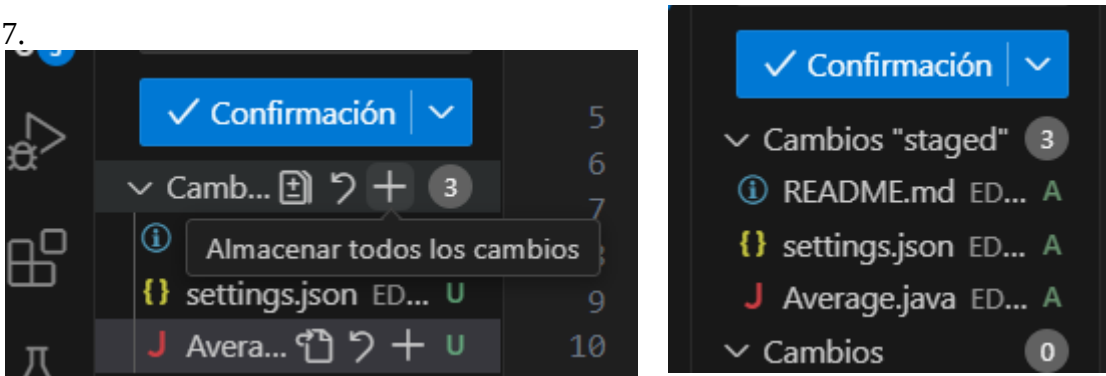 7.
3
Confirmación
Camb... 3
Almacenar todos los cambios
{} settings.json ED... U
J Avera... U
5
6
7
9
10
Confirmación
Cambios "staged" 3
README.md ED... A
{} settings.json ED... A
J Average.java ED... A
Cambios 0